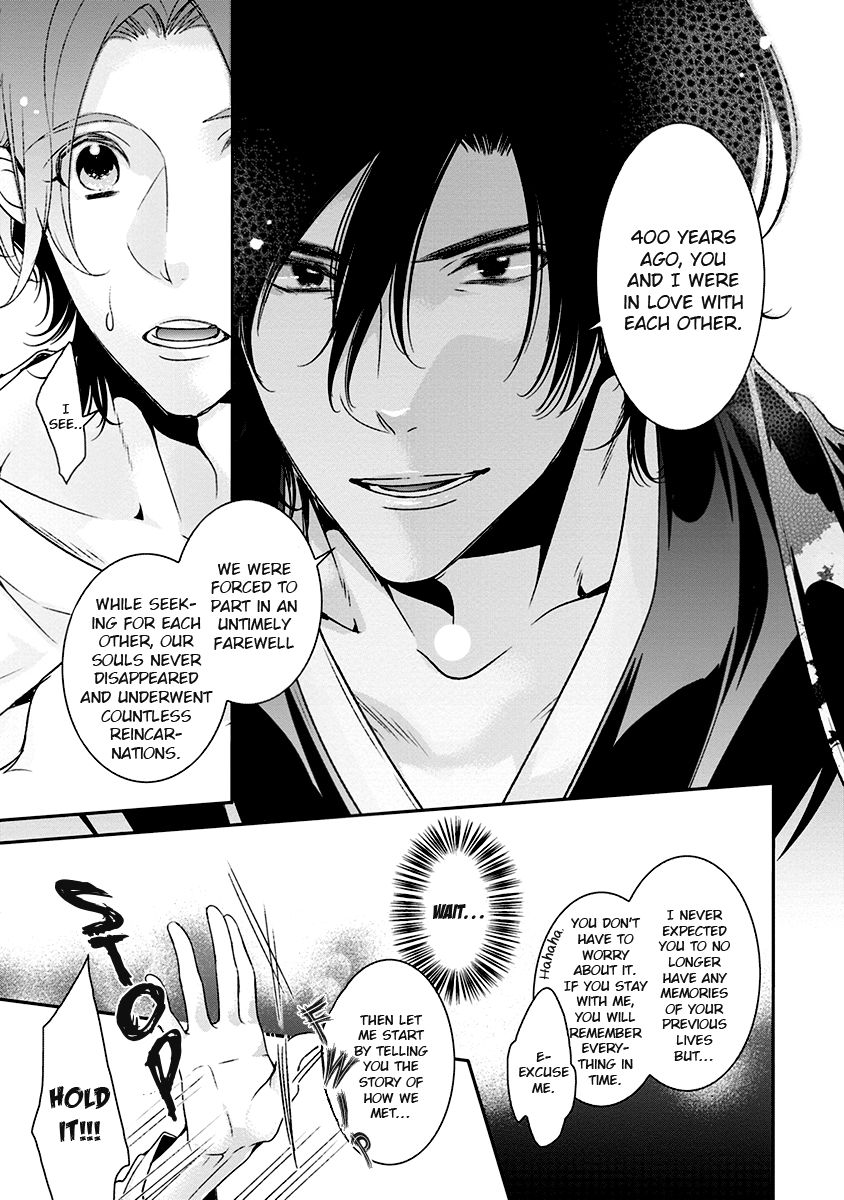 400 YEARS
AGO, YOU
AND I WERE
IN LOVE WITH
EACH OTHER.
I
SEE..
WE WERE
FORCED TO
PART IN AN
UNTIMELY
FAREWELL
WHILE SEEK-
ING FOR EACH
OTHER, OUR
SOULS NEVER
DISAPPEARED
AND UNDERWENT
COUNTLESS
REINCAR-
NATIONS.
I NEVER
EXPECTED
YOU TO NO
LONGER
HAVE ANY
MEMORIES
OF YOUR
PREVIOUS
LIVES
BUT...
YOU DON'T
HAVE TO
WORRY
ABOUT IT.
IF YOU STAY
WITH ME,
YOU WILL
REMEMBER
EVERY-
THING IN
TIME.
Hahaha.
E-
EXCUSE
ME.
WAIT...
THEN LET
ME START
BY TELLING
YOU THE
STORY OF
HOW WE
MET...
FWIP
STOP
HOLD
IT!!!